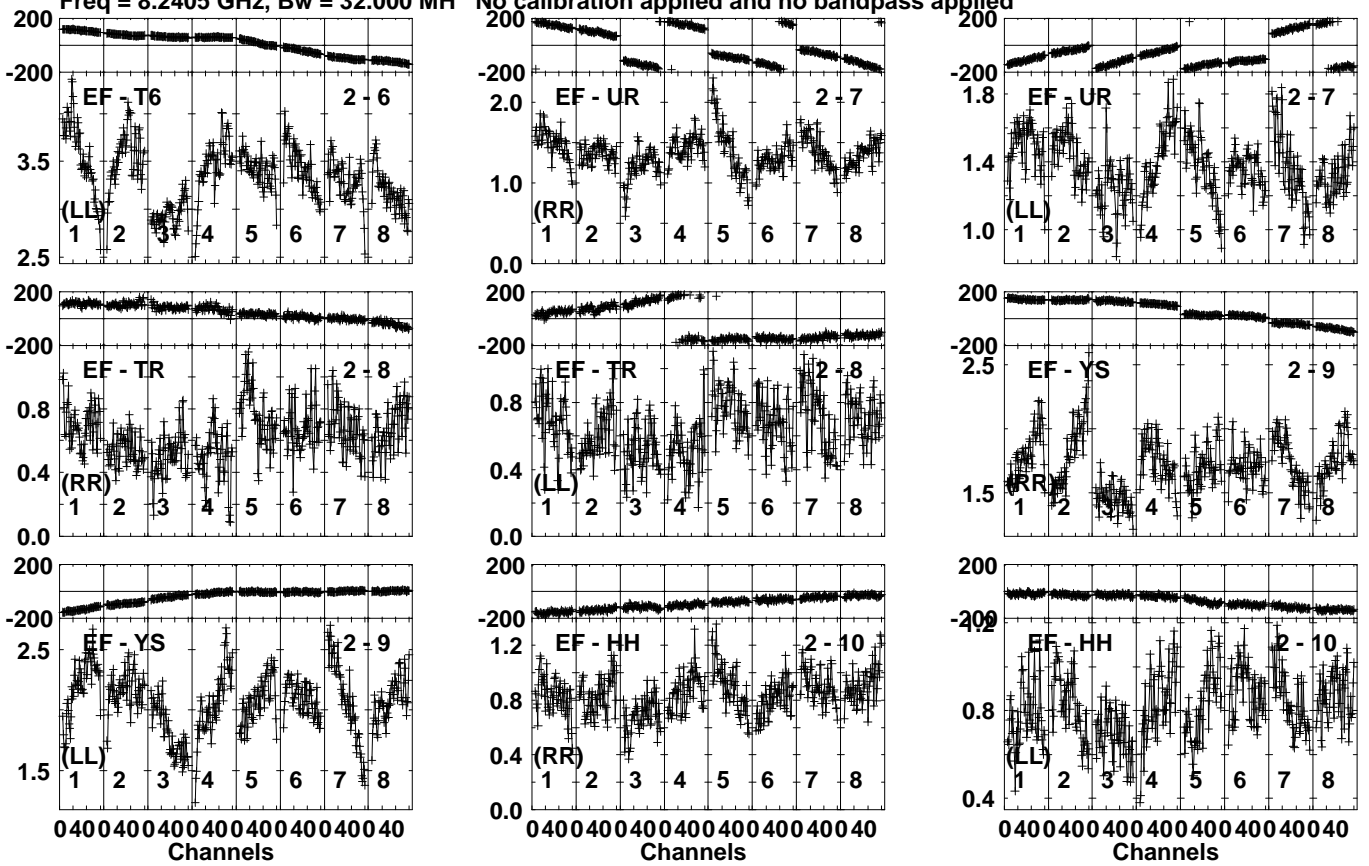 Freq = 8.2405 GHz, Bw = 32.000 MH No calibration applied and no bandpass applied
200 200 200
-200 -200 -200
EF - T6 2 - 6 EF - UR 2 - 7 EF - UR 2 - 7
2.0 1.8
3.5 1.4
1.0
(LL) (RR) (LL)
1 2 3 4 5 6 7 8 1 2 3 4 5 6 7 8 1 2 3 4 5 6 7 8
1.0
2.5 0.0
200 200 200
-200 -200 -200
EF - TR 2 - 8 EF - TR 2 - 8 EF - YS 2 - 9
2.5
0.8 0.8
0.4 0.4 1.5
(RR) (LL) (RR)
1 2 3 4 5 6 7 8 1 2 3 4 5 6 7 8 1 2 3 4 5 6 7 8
0.0 0.0
200 200 200
-200 -200 -200
1.2
EF - YS 2 - 9 EF - HH 2 - 10 EF - HH 2 - 10
2.5 1.2
0.8 0.8
(LL) (RR) (LL)
1.5 0.4
1 2 3 4 5 6 7 8 1 2 3 4 5 6 7 8 1 2 3 4 5 6 7 8
0.0 0.4
0 40 0 40 0 40 0 40 0 40 0 40 0 40 0 40 0 40 0 40 0 40 0 40 0 40 0 40 0 40 0 40 0 40 0 40 0 40 0 40 0 40 0 40 0 40 0 40
Channels Channels Channels